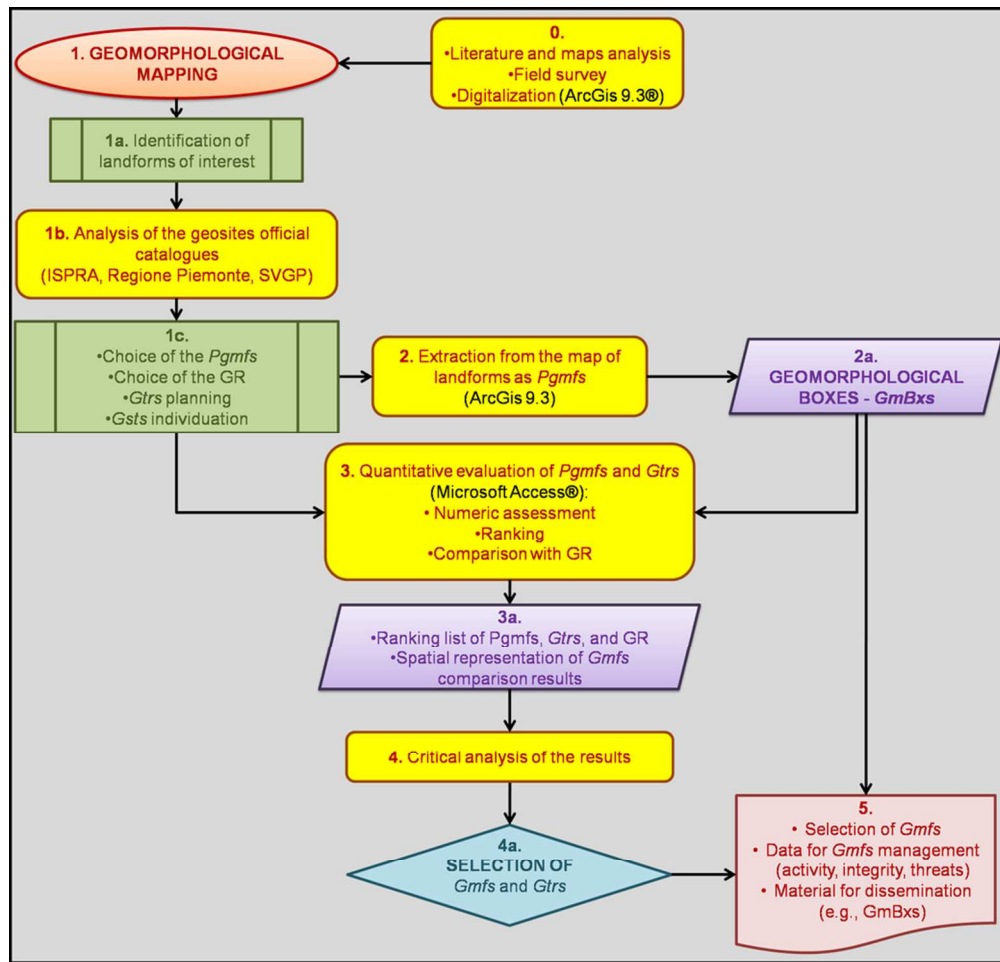 0.
•Literature and maps analysis
•Field survey
•Digitalization (ArcGis 9.3®)
1. GEOMORPHOLOGICAL
MAPPING
1a. Identification of
landforms of interest
1b. Analysis of the geosites official
catalogues
(ISPRA, Regione Piemonte, SVGP)
1c.
•Choice of the Pgmfs
•Choice of the GR
•Gtrs planning
•Gsts individuation
2. Extraction from the map of
landforms as Pgmfs
(ArcGis 9.3)
2a.
GEOMORPHOLOGICAL
BOXES - GmBxs
3. Quantitative evaluation of Pgmfs and Gtrs
(Microsoft Access®):
• Numeric assessment
•Ranking
•Comparison with GR
3a.
•Ranking list of Pgmfs, Gtrs, and GR
•Spatial representation of Gmfs
comparison results
4. Critical analysis of the results
4a.
SELECTION OF
Gmfs and Gtrs
5.
• Selection of Gmfs
• Data for Gmfs management
(activity, integrity, threats)
• Material for dissemination
(e.g., GmBxs)